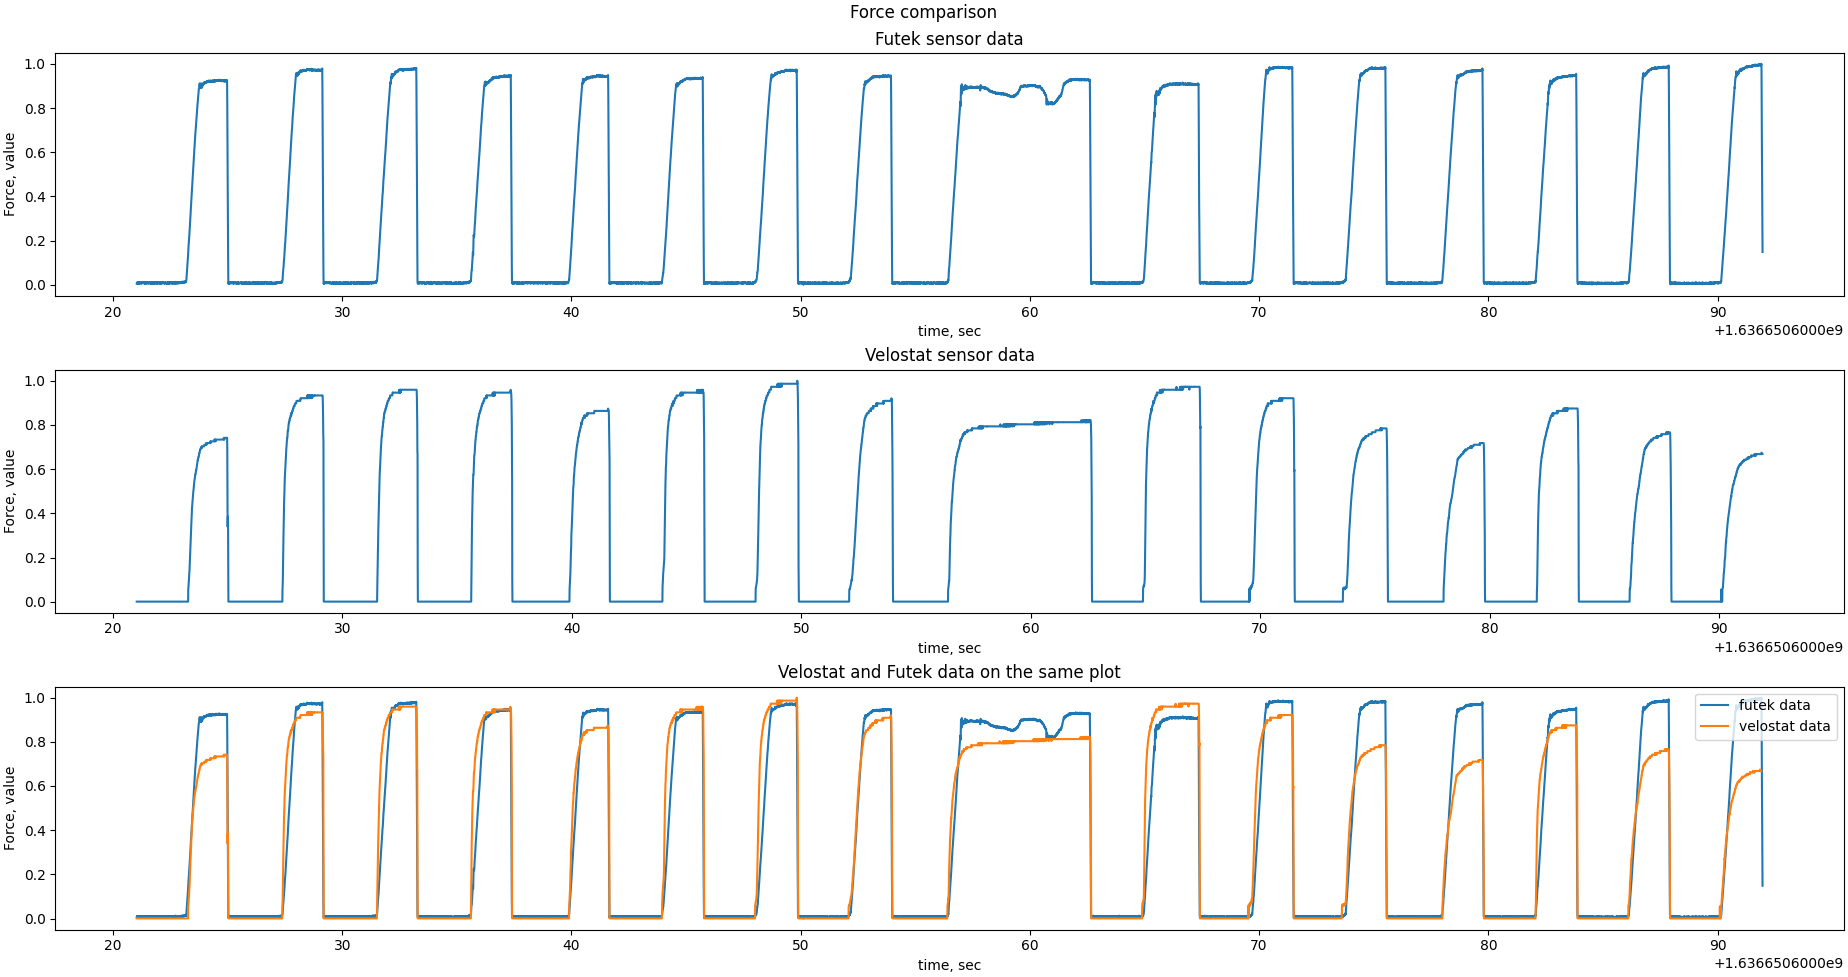 Force comparison
Futek sensor data
Force, value
1.0
0.8
0.6
0.4
0.2
0.0
20 30 40 50 60 70 80 90
time, sec
+1.6366506000e9
Velostat sensor data
Force, value
1.0
0.8
0.6
0.4
0.2
0.0
20 30 40 50 60 70 80 90
time, sec
+1.6366506000e9
Velostat and Futek data on the same plot
Force, value
1.0
0.8
0.6
0.4
0.2
0.0
futek data
velostat data
20 30 40 50 60 70 80 90
time, sec
+1.6366506000e9